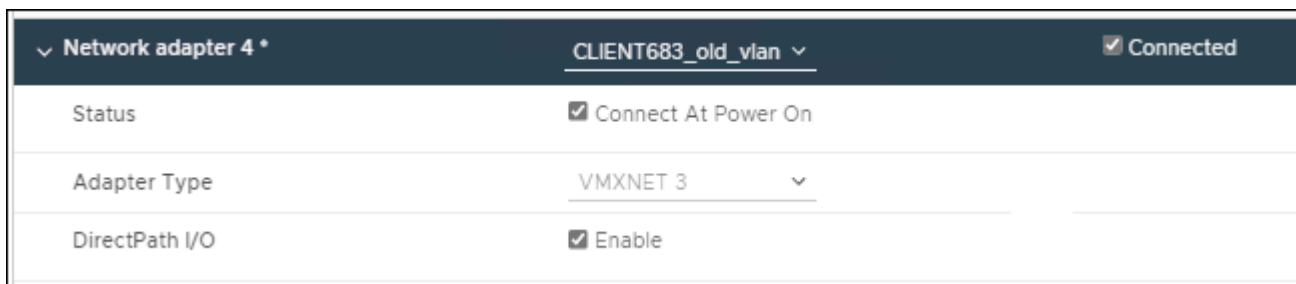 Network adapter 4 * CLIENT683_old_vlan Connected
Status Connect At Power On
Adapter Type VMXNET 3
DirectPath I/O Enable